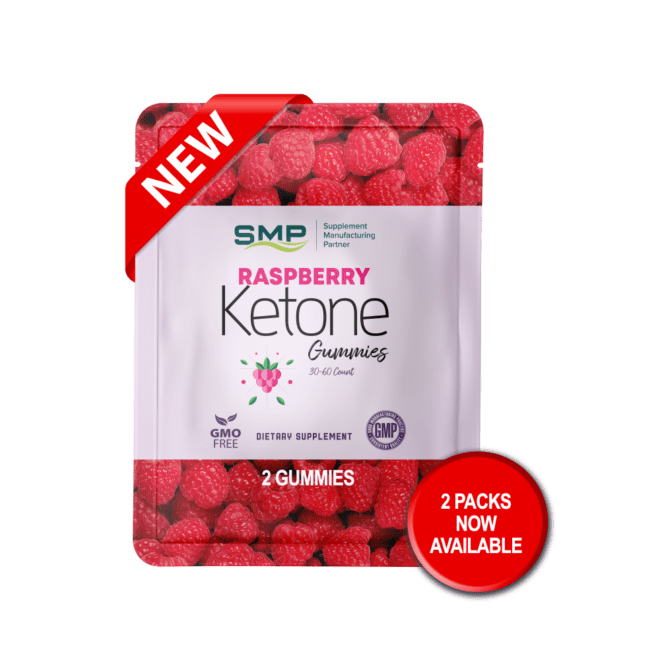 NEW
SMP
Supplement
Manufacturing
Partner
RASPBERRY
Ketone
Gummies
30-60 Count
GMO
FREE
DIETARY SUPPLEMENT
GMP
2 GUMMIES
2 PACKS
NOW
AVAILABLE